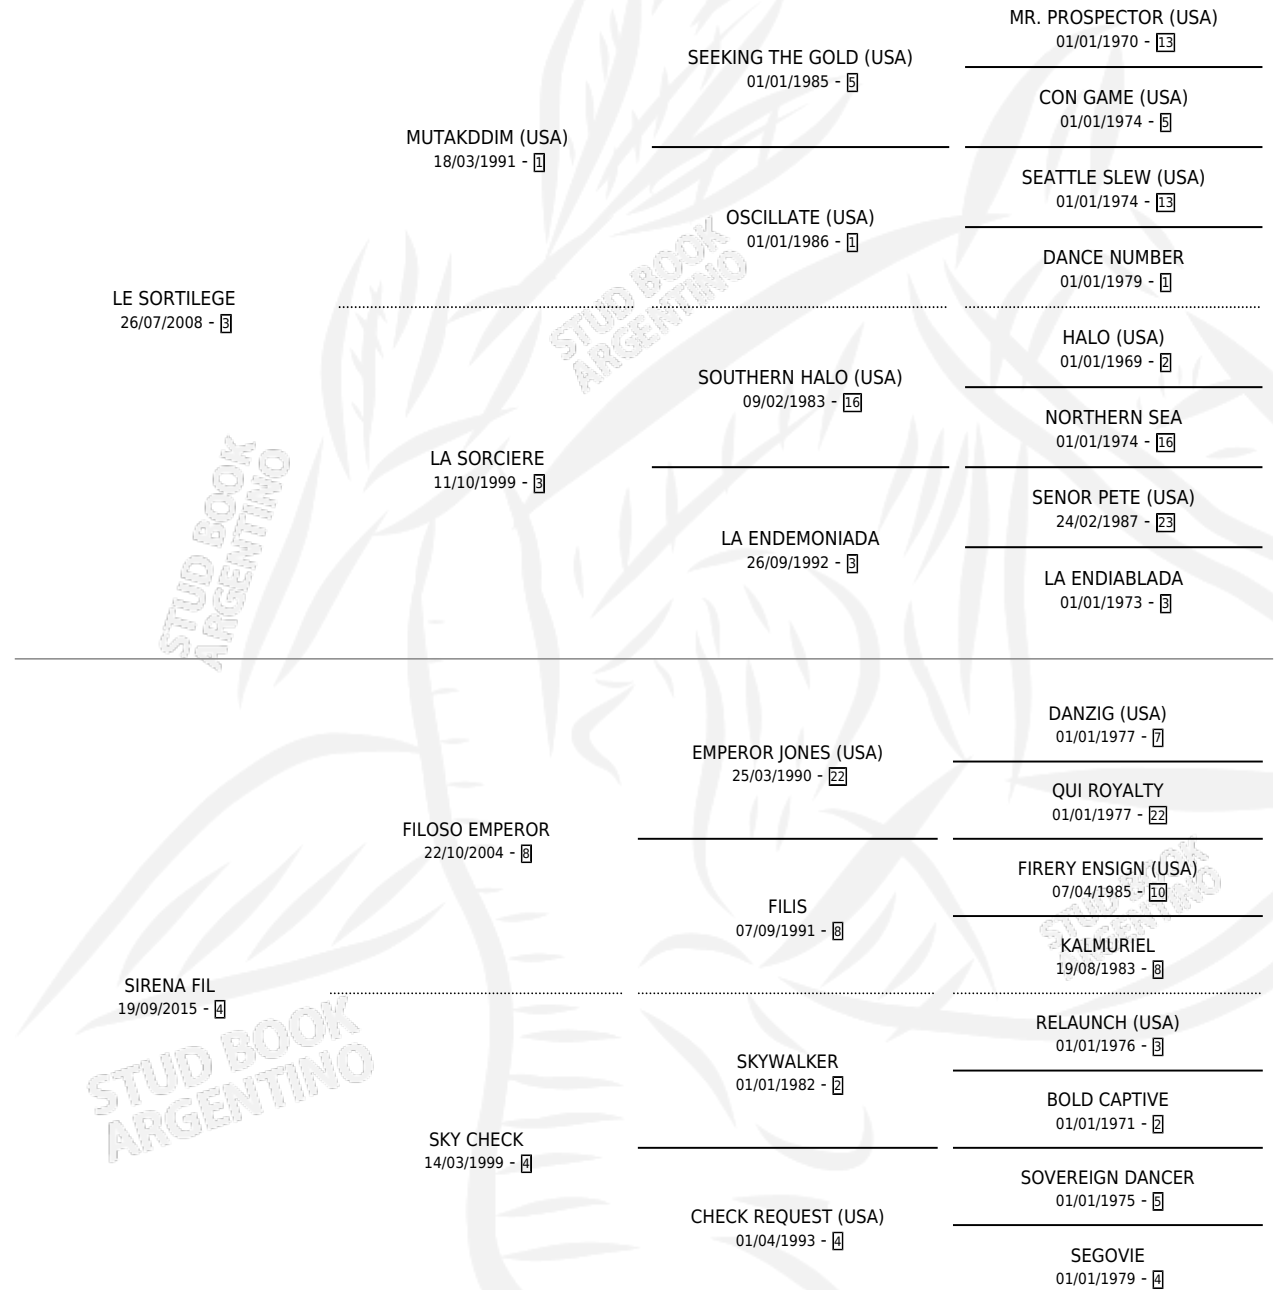 MR. PROSPECTOR (USA)
01/01/1970 - 13
SEEKING THE GOLD (USA)
01/01/1985 - 5
CON GAME (USA)
01/01/1974 - 5
MUTAKDDIM (USA)
18/03/1991 - 1
SEATTLE SLEW (USA)
01/01/1974 - 13
OSCILLATE (USA)
01/01/1986 - 1
DANCE NUMBER
01/01/1979 - 1
LE SORTILEGE
26/07/2008 - 3
STUD BOOK
ARGENTINO
HALO (USA)
01/01/1969 - 2
SOUTHERN HALO (USA)
09/02/1983 - 16
NORTHERN SEA
01/01/1974 - 16
LA SORCIERE
11/10/1999 - 3
SENOR PETE (USA)
24/02/1987 - 23
LA ENDEMONIADA
26/09/1992 - 3
LA ENDIABLADA
01/01/1973 - 3
STUD BOOK
ARGENTINO
DANZIG (USA)
01/01/1977 - 7
EMPEROR JONES (USA)
25/03/1990 - 22
QUI ROYALTY
01/01/1977 - 22
FILOSO EMPEROR
22/10/2004 - 8
FIRERY ENSIGN (USA)
07/04/1985 - 10
FILIS
07/09/1991 - 8
KALMURIEL
19/08/1983 - 8
STUD BOOK
ARGENTINO
SIRENA FIL
19/09/2015 - 4
RELAUNCH (USA)
01/01/1976 - 3
SKYWALKER
01/01/1982 - 2
BOLD CAPTIVE
01/01/1971 - 2
STUD BOOK
ARGENTINO
SKY CHECK
14/03/1999 - 4
SOVEREIGN DANCER
01/01/1975 - 5
CHECK REQUEST (USA)
01/04/1993 - 4
SEGOVIE
01/01/1979 - 4